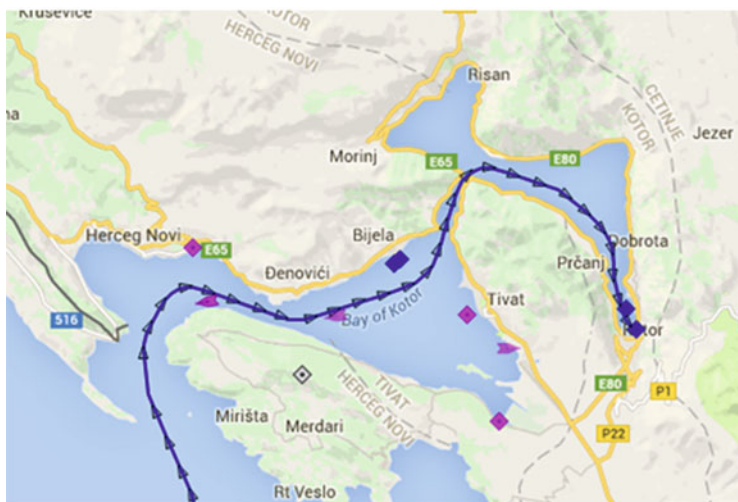 Kruševice
KOTOR
HERCEG NOVI
Risan
CETINJE
KOTOR
Jezer
na
Morinj
E65
E80
Herceg Novi
E65
Bijela
Dobrota
Prčanj
Đenovići
Bay of Kotor
Tivat
516
Kotor
E80
P1
TIVAT
HERCEG NOVI
Mirišta
Merdari
P22
Rt Veslo